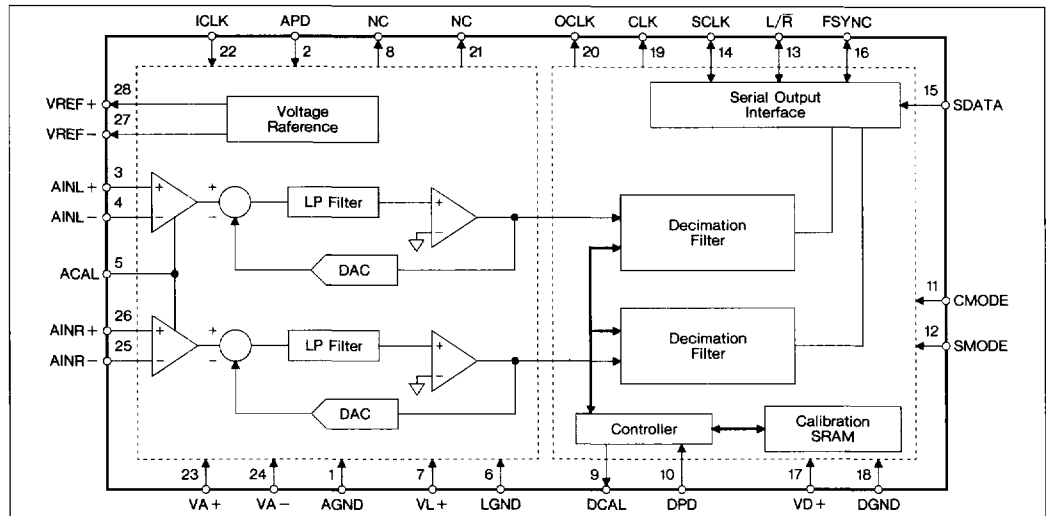 ICLK APD NC NC OCLK CLK SCLK L/R̅ FSYNC
22 2 8 21 20 19 14 13 16
28
VREF+
27
VREF−
Voltage
Raference
Serial Output
Interface
15
SDATA
3
AINL+
4
AINL−
+
−
+
−
LP Filter
+
−
DAC
Decimation
Filter
5
ACAL
11
CMODE
26
AINR+
25
AINR−
+
−
+
−
LP Filter
+
−
DAC
Decimation
Filter
12
SMODE
Controller
Calibration
SRAM
23 24 1 7 6 9 10 17 18
VA+ VA− AGND VL+ LGND DCAL DPD VD+ DGND